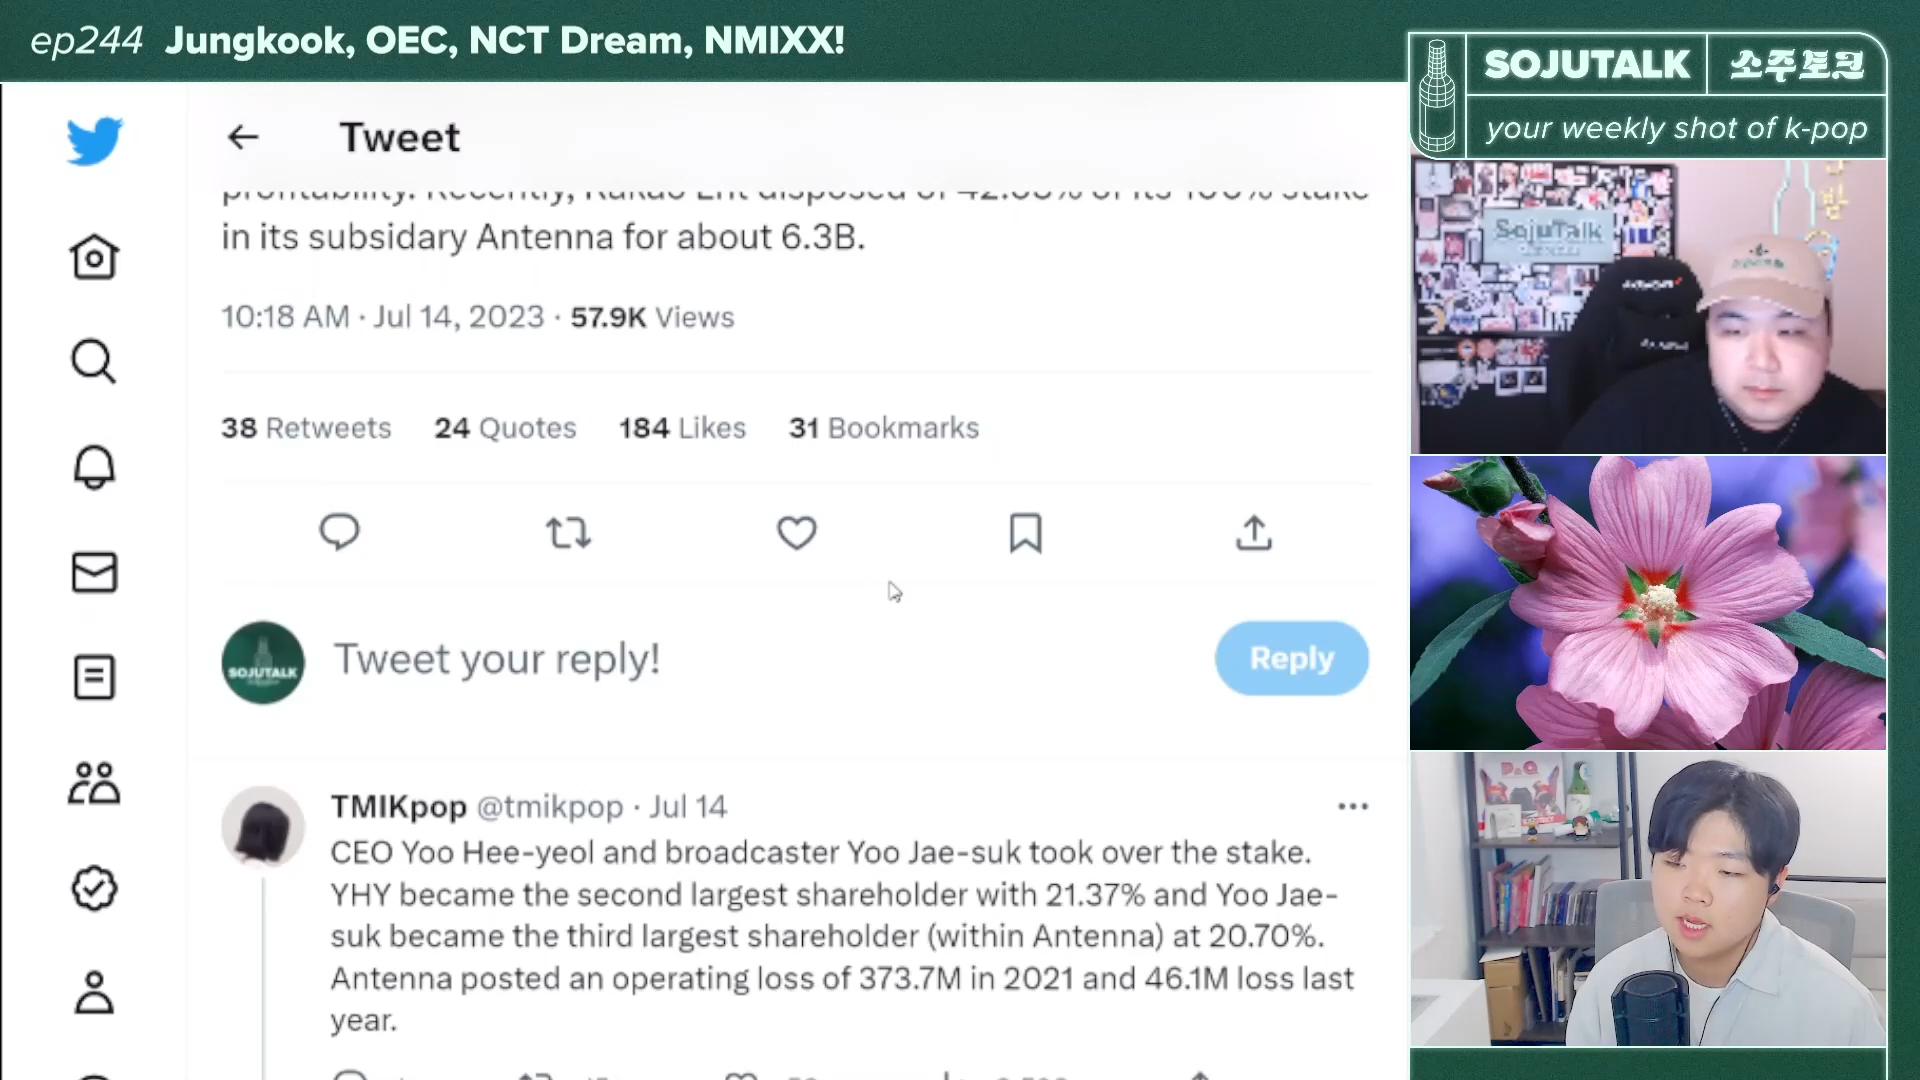 ep244 Jungkook, OEC, NCT Dream, NMIXX!
SOJUTALK 소주토크
your weekly shot of k-pop
Tweet
profitability. Recently, Kakao Ent disposed of 42.08% of its 100% stake
in its subsidary Antenna for about 6.3B.
10:18 AM · Jul 14, 2023 · 57.9K Views
38 Retweets 24 Quotes 184 Likes 31 Bookmarks
SOJUTALK
Tweet your reply!
Reply
TMIKpop @tmikpop · Jul 14
CEO Yoo Hee-yeol and broadcaster Yoo Jae-suk took over the stake.
YHY became the second largest shareholder with 21.37% and Yoo Jae-
suk became the third largest shareholder (within Antenna) at 20.70%.
Antenna posted an operating loss of 373.7M in 2021 and 46.1M loss last
year.
SojuTalk